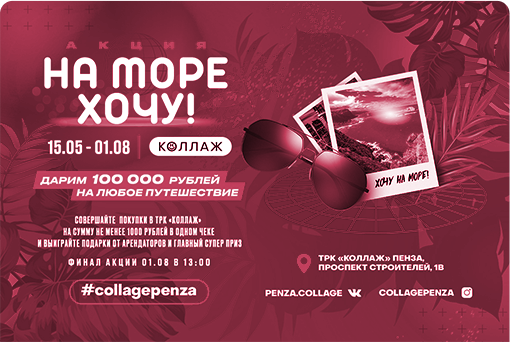 АКЦИЯ
НА МОРЕ
ХОЧУ!
15.05 - 01.08 КОЛЛАЖ
ДАРИМ 100 000 РУБЛЕЙ
НА ЛЮБОЕ ПУТЕШЕСТВИЕ
СОВЕРШАЙТЕ ПОКУПКИ В ТРК «КОЛЛАЖ»
НА СУММУ НЕ МЕНЕЕ 1000 РУБЛЕЙ В ОДНОМ ЧЕКЕ
И ВЫИГРАЙТЕ ПОДАРКИ ОТ АРЕНДАТОРОВ И ГЛАВНЫЙ СУПЕР ПРИЗ
ФИНАЛ АКЦИИ 01.08 В 13:00
#collagepenza
ХОЧУ НА МОРЕ!
ТРК «КОЛЛАЖ» ПЕНЗА,
ПРОСПЕКТ СТРОИТЕЛЕЙ, 1В
PENZA.COLLAGE COLLAGEPENZA